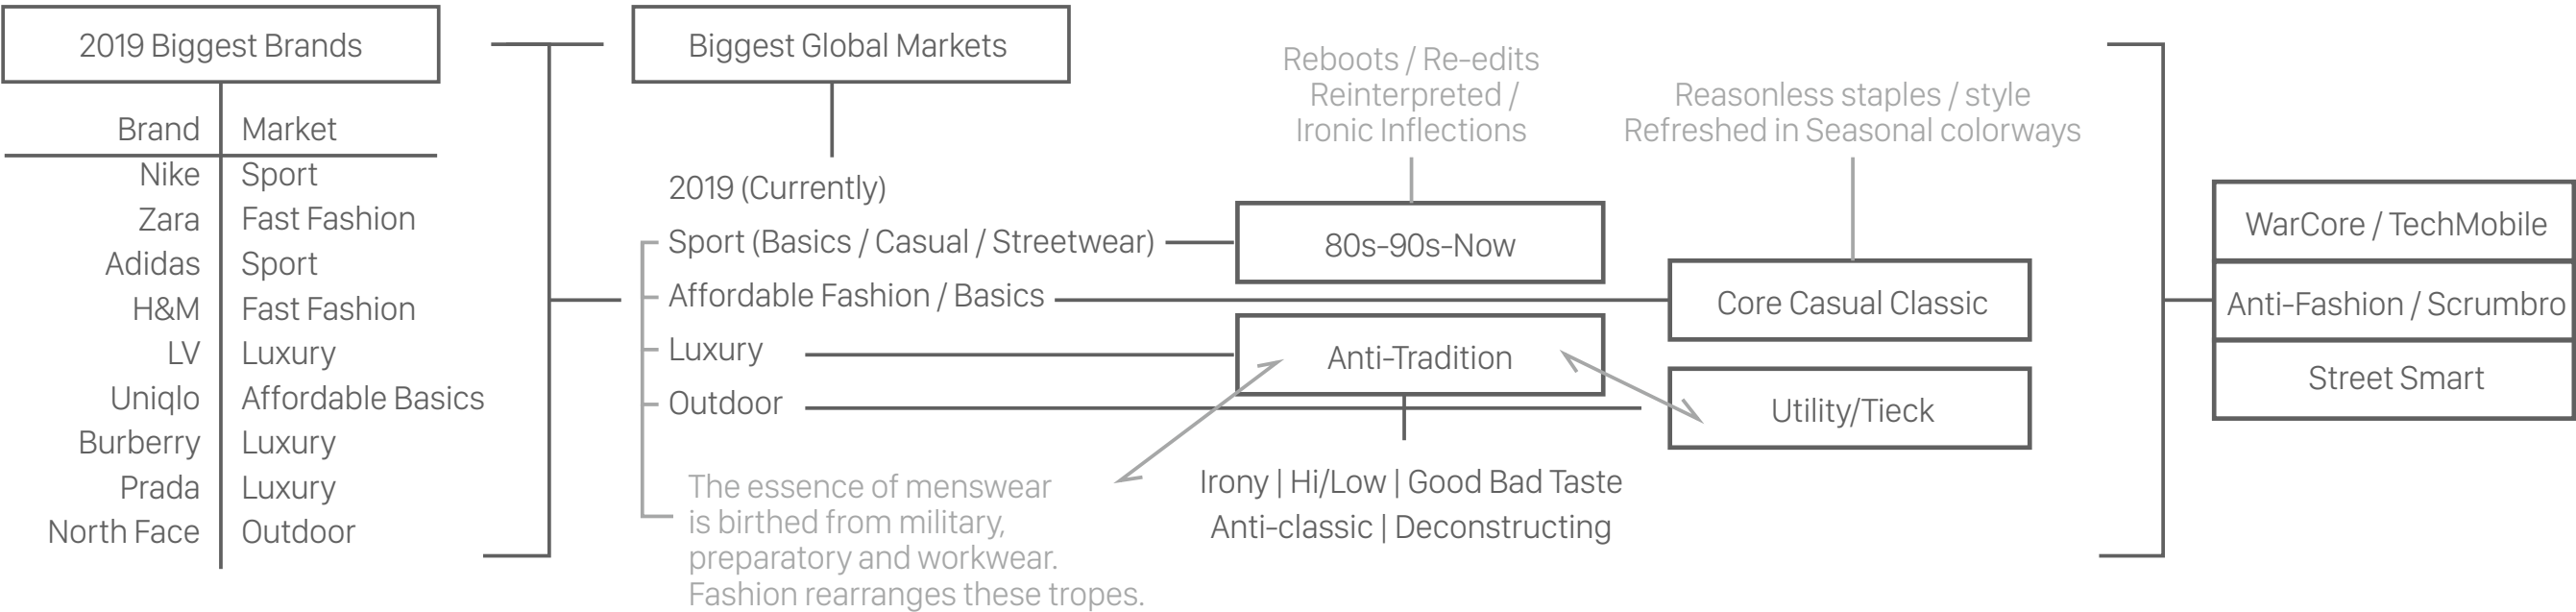 2019 Biggest Brands
Brand Market
Nike Sport
Zara Fast Fashion
Adidas Sport
H&M Fast Fashion
LV Luxury
Uniqlo Affordable Basics
Burberry Luxury
Prada Luxury
North Face Outdoor
Biggest Global Markets
2019 (Currently)
Sport (Basics / Casual / Streetwear)
Affordable Fashion / Basics
Luxury
Outdoor
The essence of menswear
is birthed from military,
preparatory and workwear.
Fashion rearranges these tropes.
Reboots / Re-edits
Reinterpreted /
Ironic Inflections
80s-90s-Now
Anti-Tradition
Irony | Hi/Low | Good Bad Taste
Anti-classic | Deconstructing
Reasonless staples / style
Refreshed in Seasonal colorways
Core Casual Classic
Utility/Tieck
WarCore / TechMobile
Anti-Fashion / Scrumbro
Street Smart